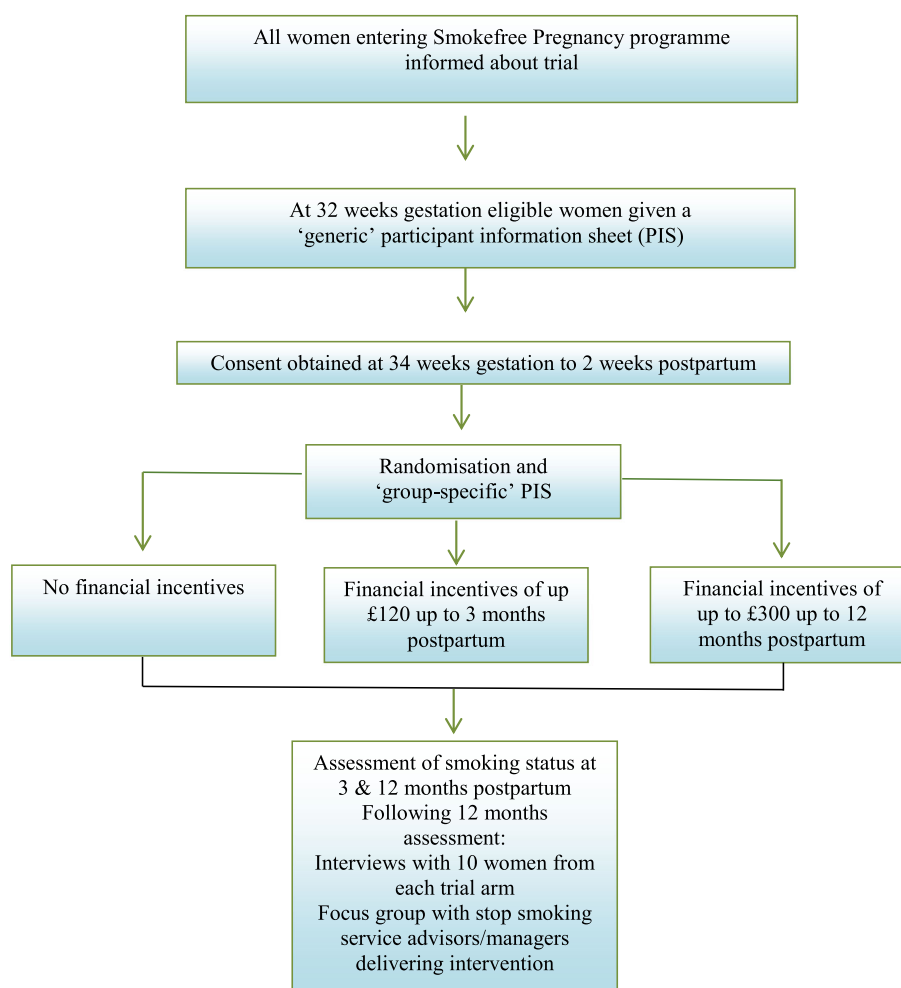 All women entering Smokefree Pregnancy programme
informed about trial
At 32 weeks gestation eligible women given a
‘generic’ participant information sheet (PIS)
Consent obtained at 34 weeks gestation to 2 weeks postpartum
Randomisation and
‘group-specific’ PIS
No financial incentives
Financial incentives of up
£120 up to 3 months
postpartum
Financial incentives of
up to £300 up to 12
months postpartum
Assessment of smoking status at
3 & 12 months postpartum
Following 12 months
assessment:
Interviews with 10 women from
each trial arm
Focus group with stop smoking
service advisors/managers
delivering intervention